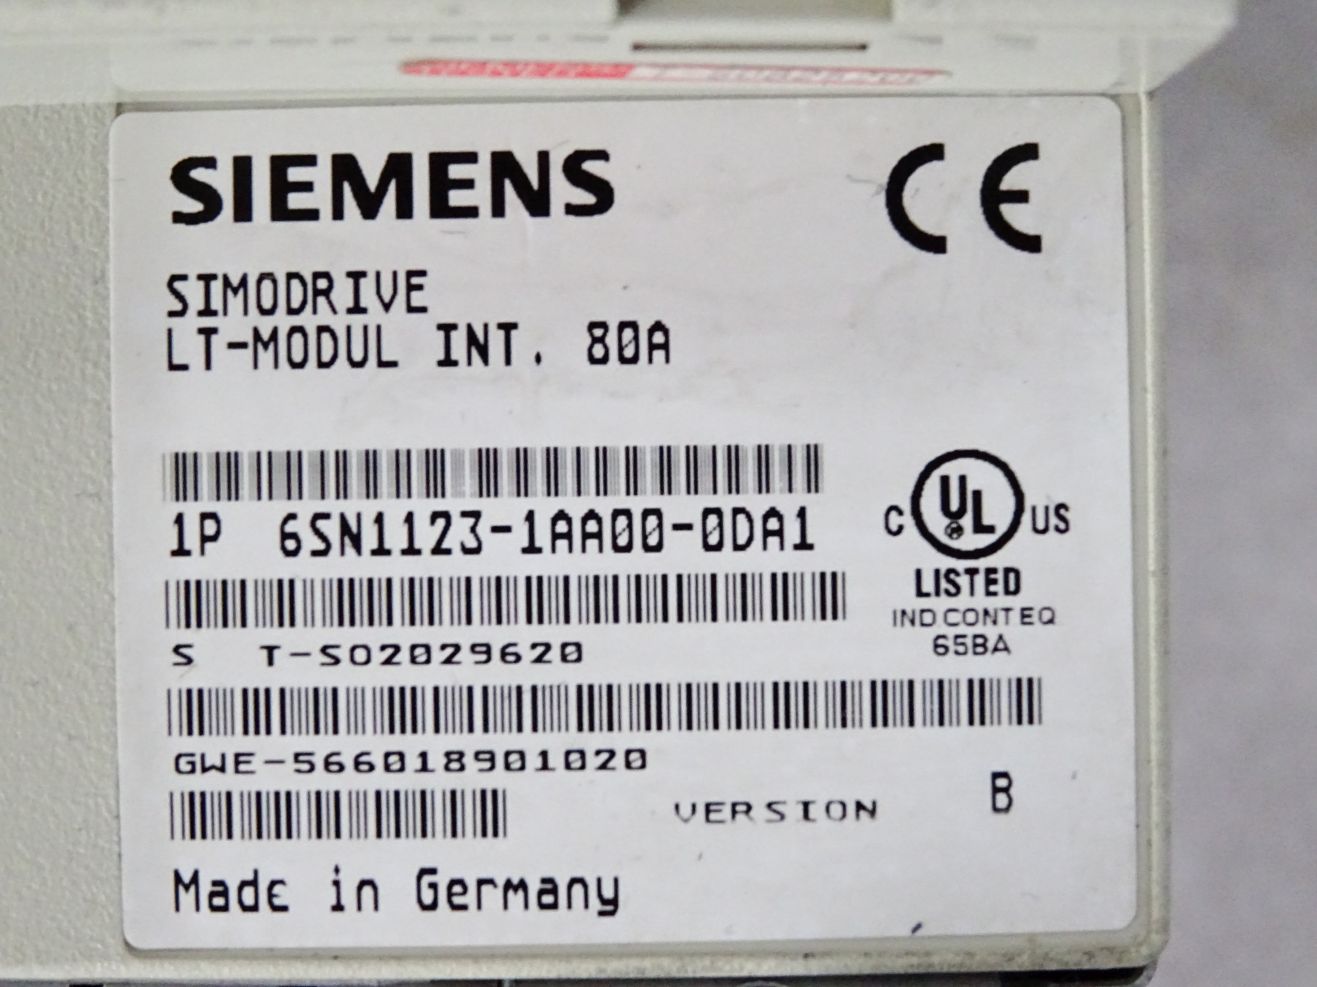 SIEMENS
CE
SIMODRIVE
LT-MODUL INT. 80A
1P 6SN1123-1AA00-0DA1
C UL US
LISTED
IND CONT EQ
65BA
S T-S02029620
GWE-566018901020
VERSION B
Made in Germany